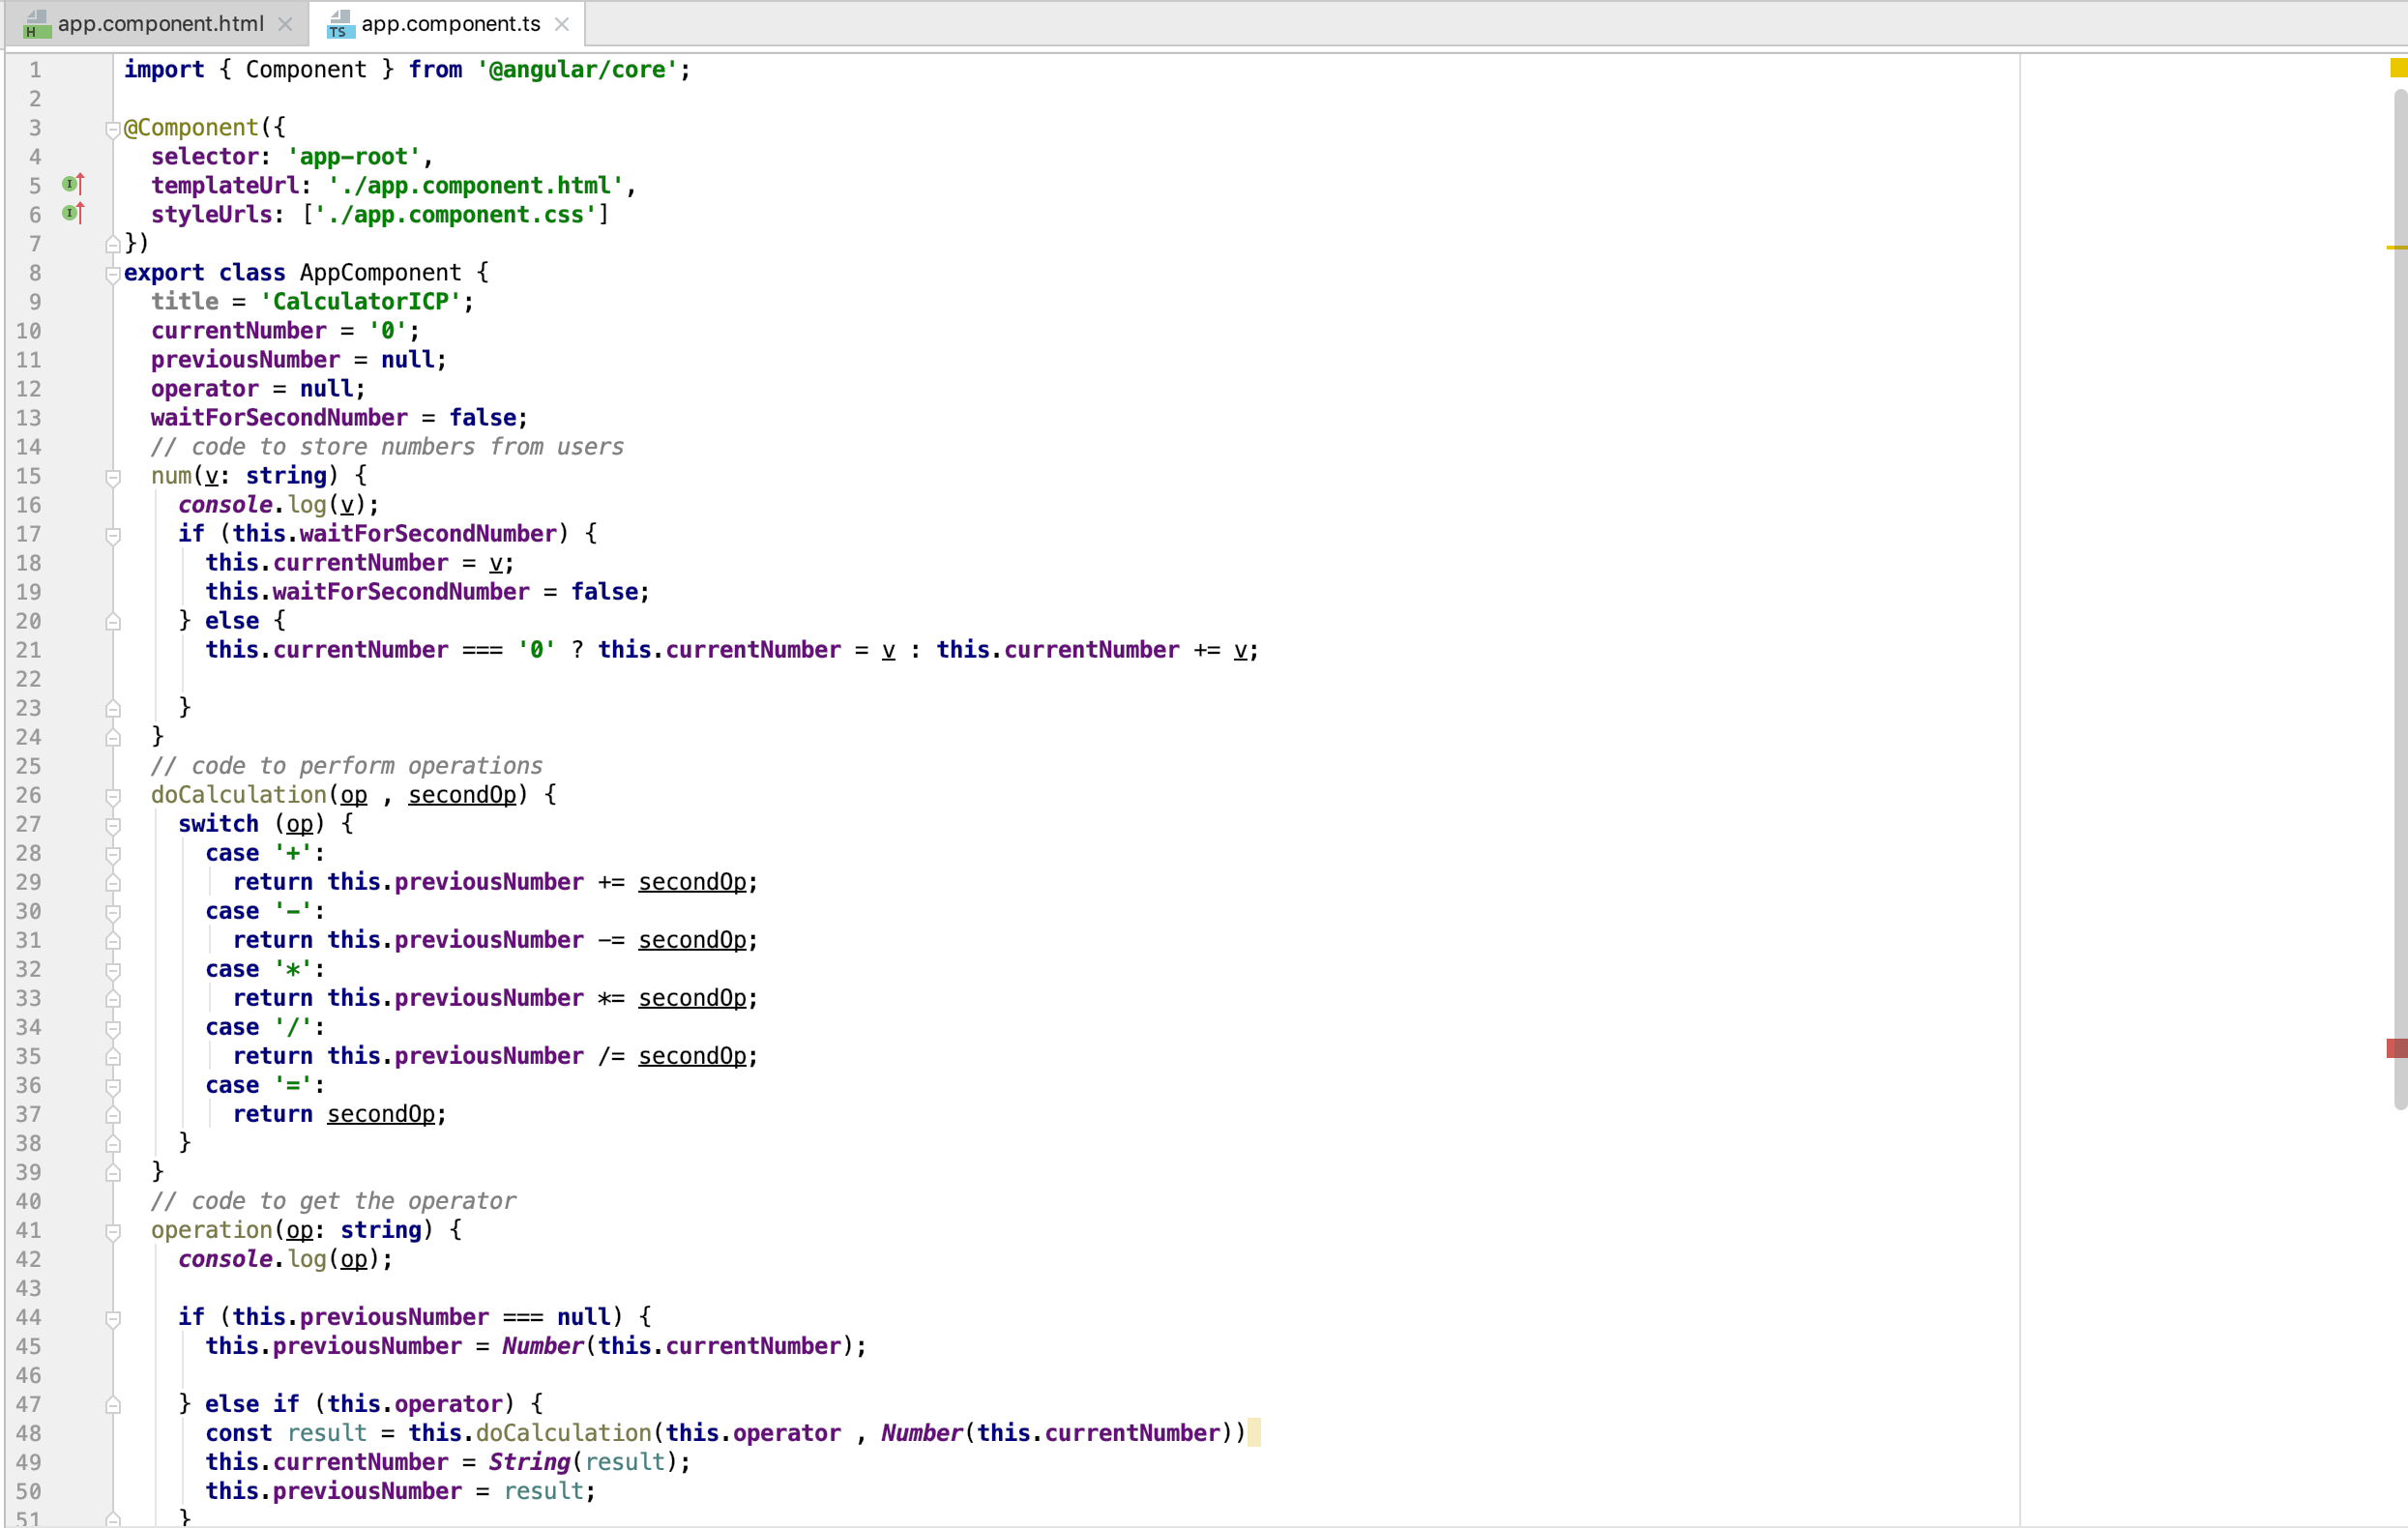 app.component.html × app.component.ts ×
1 import { Component } from '@angular/core';
2
3 @Component({
4   selector: 'app-root',
5   templateUrl: './app.component.html',
6   styleUrls: ['./app.component.css']
7 })
8 export class AppComponent {
9   title = 'CalculatorICP';
10   currentNumber = '0';
11   previousNumber = null;
12   operator = null;
13   waitForSecondNumber = false;
14   // code to store numbers from users
15   num(v: string) {
16     console.log(v);
17     if (this.waitForSecondNumber) {
18       this.currentNumber = v;
19       this.waitForSecondNumber = false;
20     } else {
21       this.currentNumber === '0' ? this.currentNumber = v : this.currentNumber += v;
22
23     }
24   }
25   // code to perform operations
26   doCalculation(op , secondOp) {
27     switch (op) {
28       case '+':
29         return this.previousNumber += secondOp;
30       case '-':
31         return this.previousNumber -= secondOp;
32       case '*':
33         return this.previousNumber *= secondOp;
34       case '/':
35         return this.previousNumber /= secondOp;
36       case '=':
37         return secondOp;
38     }
39   }
40   // code to get the operator
41   operation(op: string) {
42     console.log(op);
43
44     if (this.previousNumber === null) {
45       this.previousNumber = Number(this.currentNumber);
46
47     } else if (this.operator) {
48       const result = this.doCalculation(this.operator , Number(this.currentNumber))
49       this.currentNumber = String(result);
50       this.previousNumber = result;
51     }